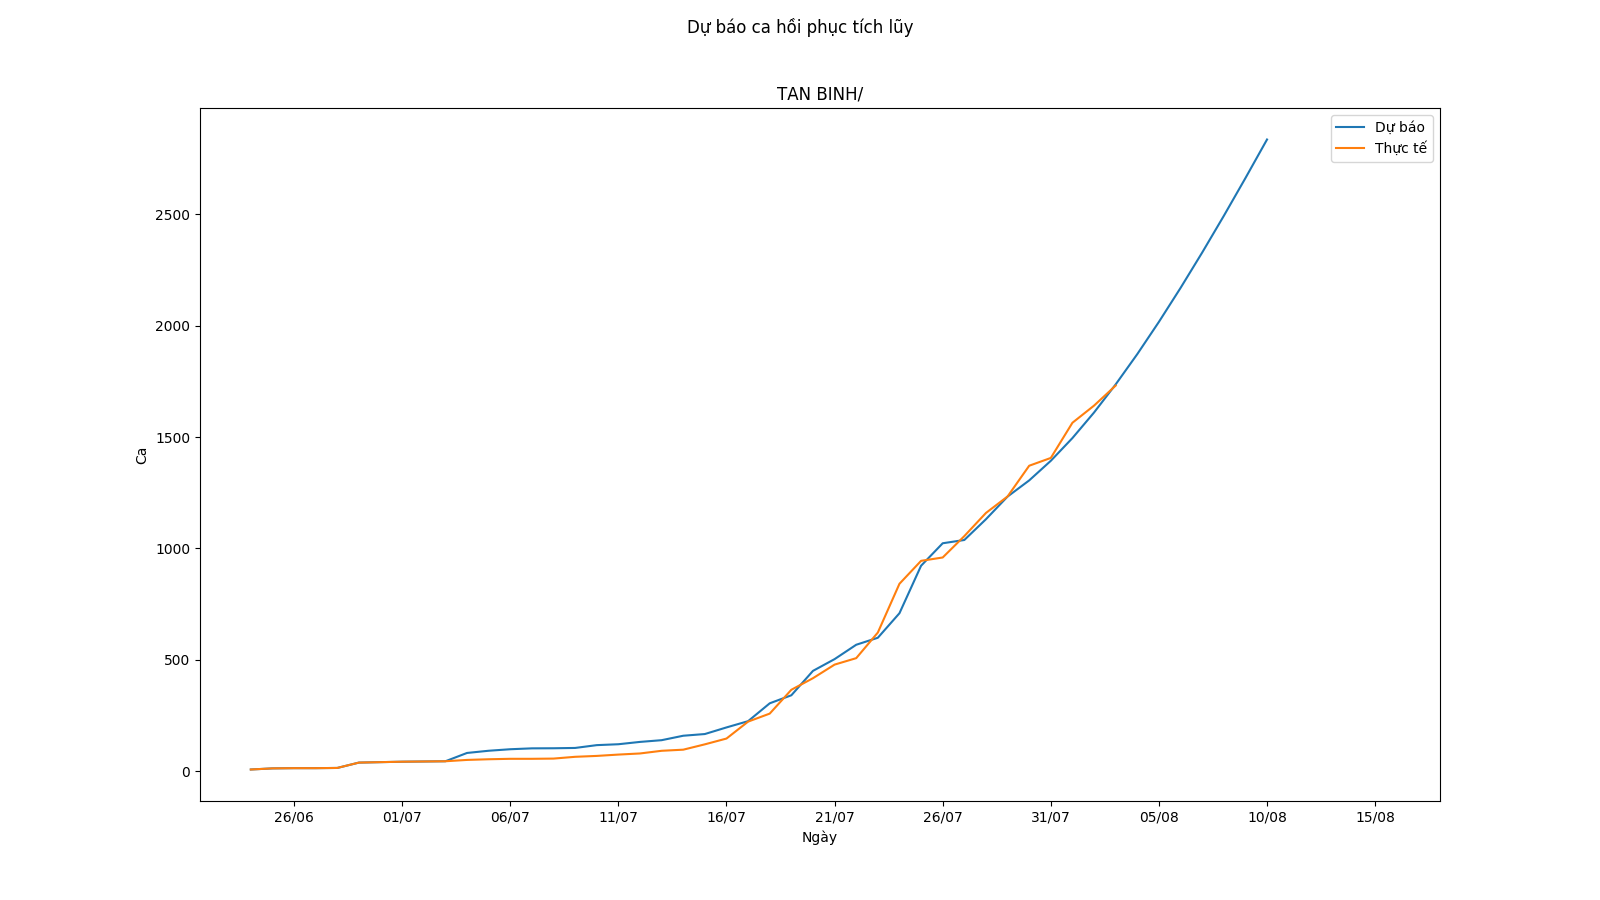 Dự báo ca hồi phục tích lũy
TAN BINH/
Dự báo
Thực tế
2500
2000
1500
1000
500
0
Ca
26/06 01/07 06/07 11/07 16/07 21/07 26/07 31/07 05/08 10/08 15/08
Ngày